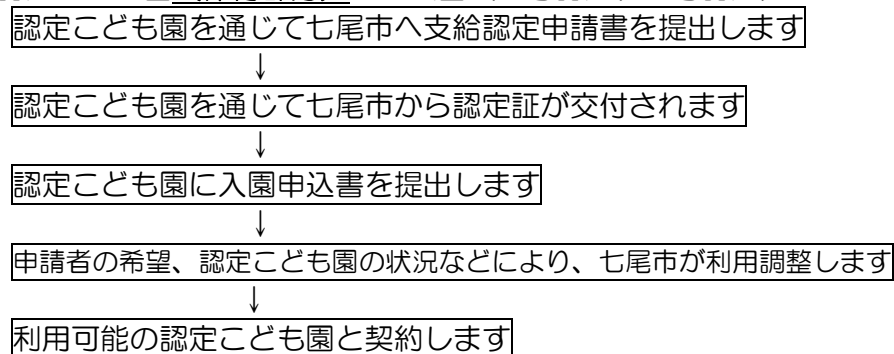 認定こども園を通じて七尾市へ支給認定申請書を提出します
↓
認定こども園を通じて七尾市から認定証が交付されます
↓
認定こども園に入園申込書を提出します
↓
申請者の希望、認定こども園の状況などにより、七尾市が利用調整します
↓
利用可能の認定こども園と契約します